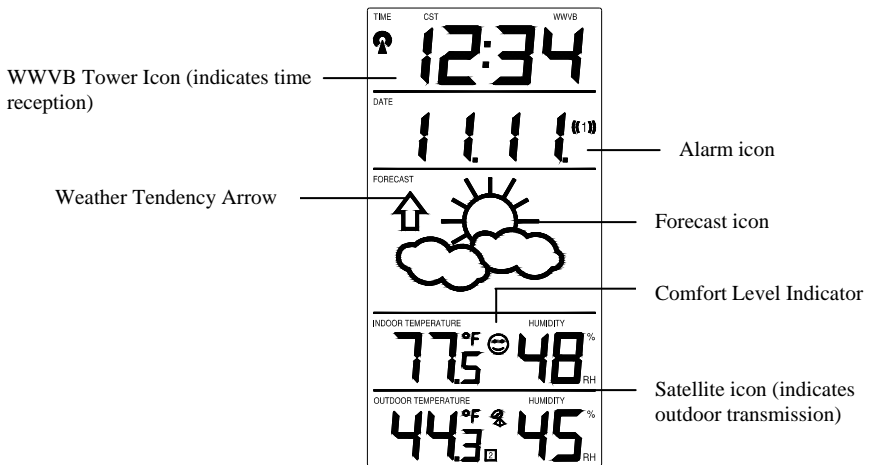 TIME CST WWVB
12:34
WWVB Tower Icon (indicates time
reception)
DATE
11.11. ((1))
Alarm icon
FORECAST
Weather Tendency Arrow
Forecast icon
Comfort Level Indicator
INDOOR TEMPERATURE HUMIDITY
77.5 °F 48 % RH
Satellite icon (indicates
outdoor transmission)
OUTDOOR TEMPERATURE HUMIDITY
44.3 °F 2 45 % RH